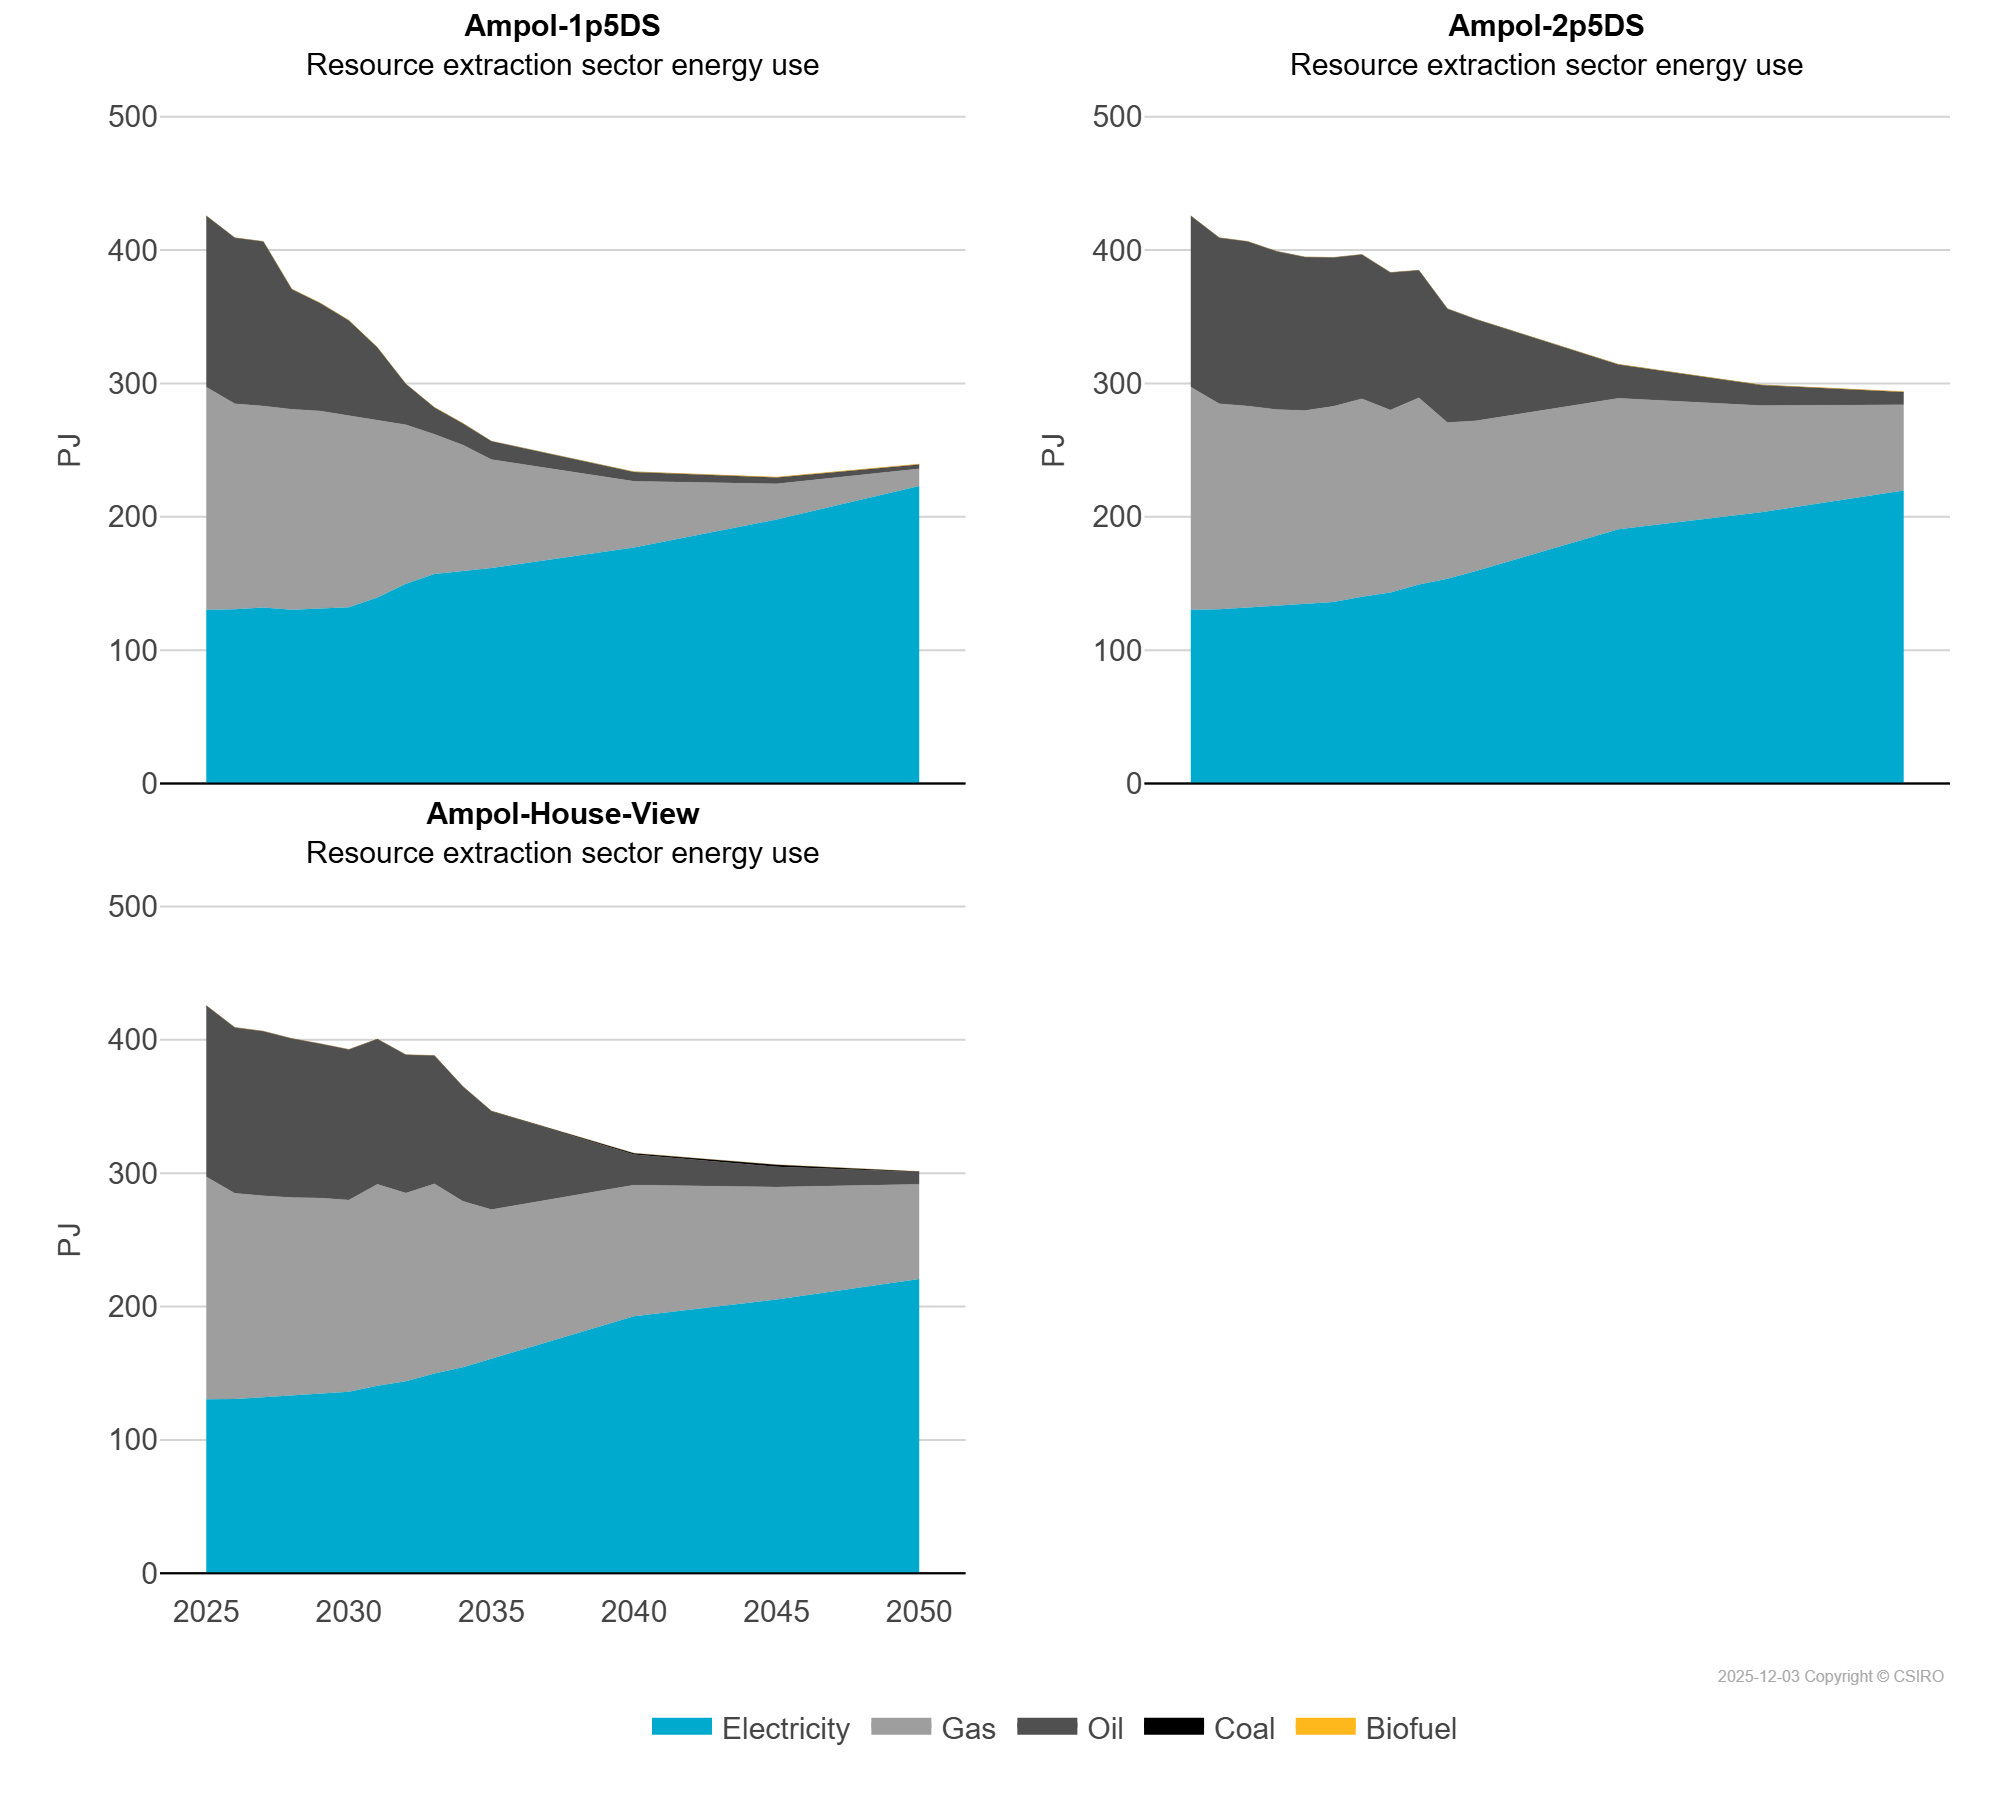 Ampol-1p5DS
Resource extraction sector energy use
500
400
300
200
100
0
PJ
Ampol-2p5DS
Resource extraction sector energy use
500
400
300
200
100
0
PJ
Ampol-House-View
Resource extraction sector energy use
500
400
300
200
100
0
PJ
2025 2030 2035 2040 2045 2050
2025-12-03 Copyright © CSIRO
Electricity Gas Oil Coal Biofuel